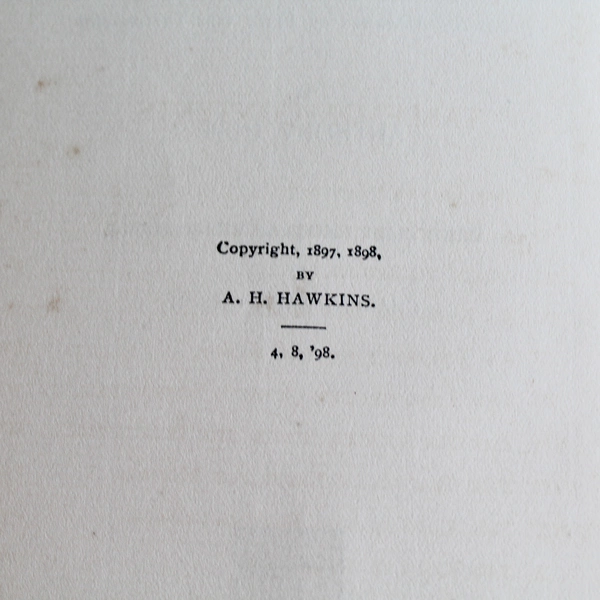 Copyright, 1897, 1898,
BY
A. H. HAWKINS.
4, 8, '98.